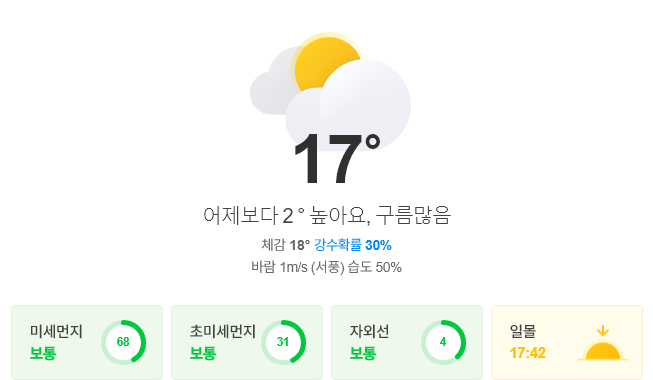 17°
어제보다 2° 높아요, 구름많음
체감 18° 강수확률 30%
바람 1m/s (서풍) 습도 50%
미세먼지
보통
68
초미세먼지
보통
31
자외선
보통
4
일몰
17:42